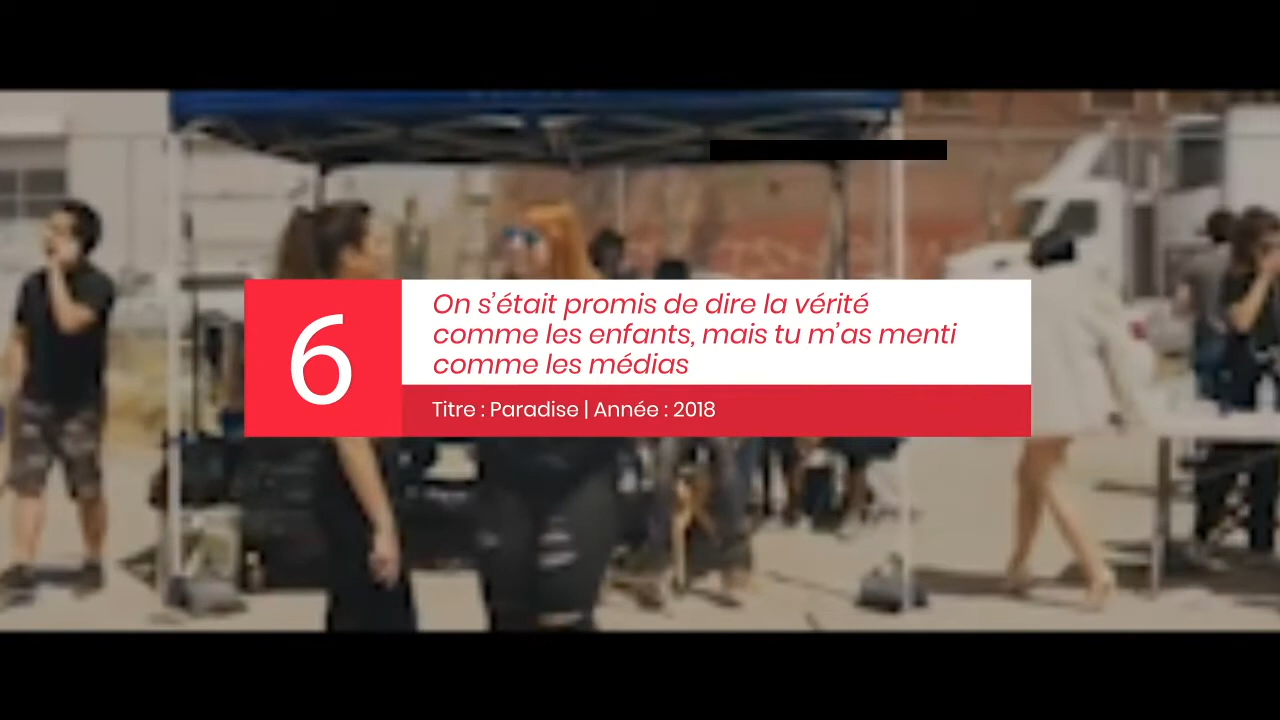 6
On s’était promis de dire la vérité
comme les enfants, mais tu m’as menti
comme les médias
Titre : Paradise | Année : 2018